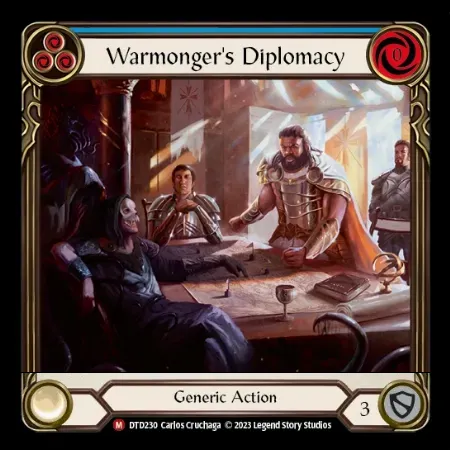 Warmonger's Diplomacy
0
Generic Action
3
M DTD230 Carlos Cruchaga © 2023 Legend Story Studios